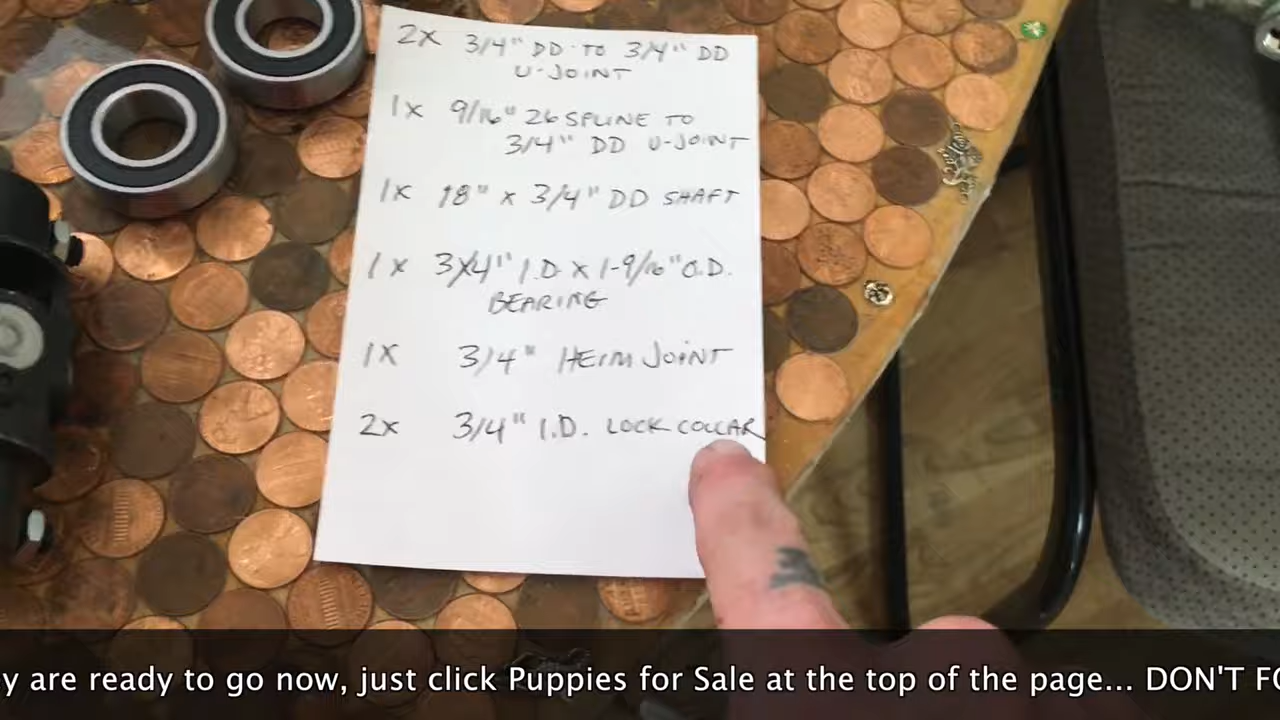 2x 3/4" DD TO 3/4" DD
U-JOINT
1x 9/16" 26 SPLINE TO
3/4" DD U-JOINT
1x 18" x 3/4" DD SHAFT
1x 3/4" I.D x 1-9/16" O.D.
BEARING
1x 3/4" HEIM JOINT
2x 3/4" I.D. LOCK COLLAR
y are ready to go now, just click Puppies for Sale at the top of the page... DON'T FO